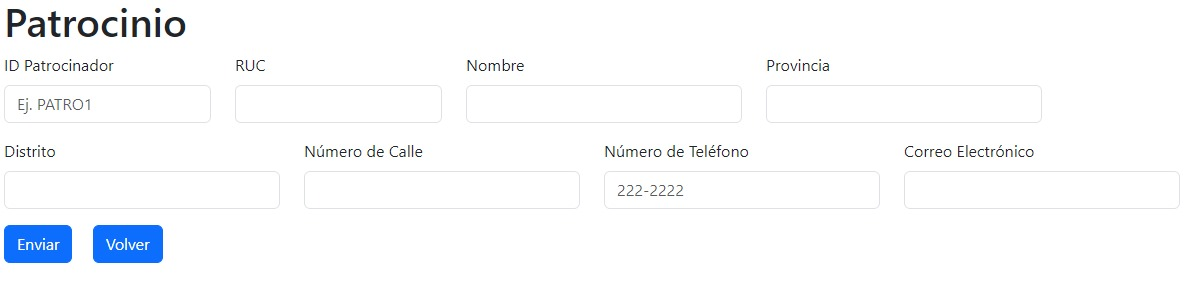 Patrocinio
ID Patrocinador RUC Nombre Provincia
Ej. PATRO1
Distrito Número de Calle Número de Teléfono Correo Electrónico
222-2222
Enviar Volver